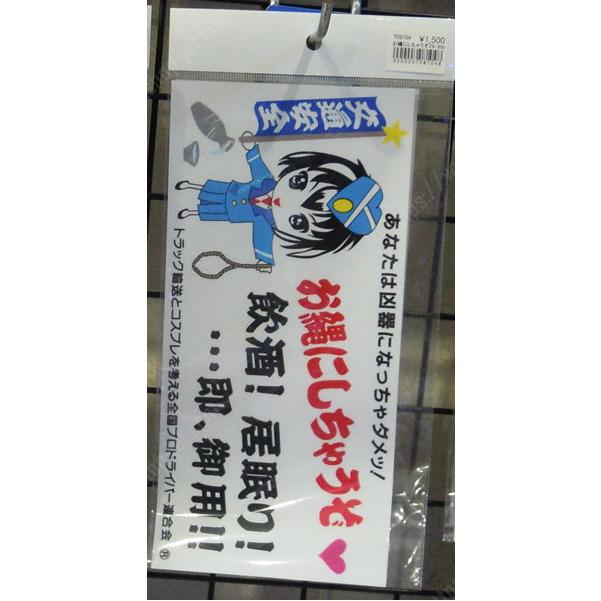 708104 ¥1,500
交通安全
あなたは凶器になっちゃダメッ!
お縄にしちゃうぞ♥
飲酒!居眠り!
…即、御用!!
トラック輸送とコスプレを考える全国プロドライバー連合会®